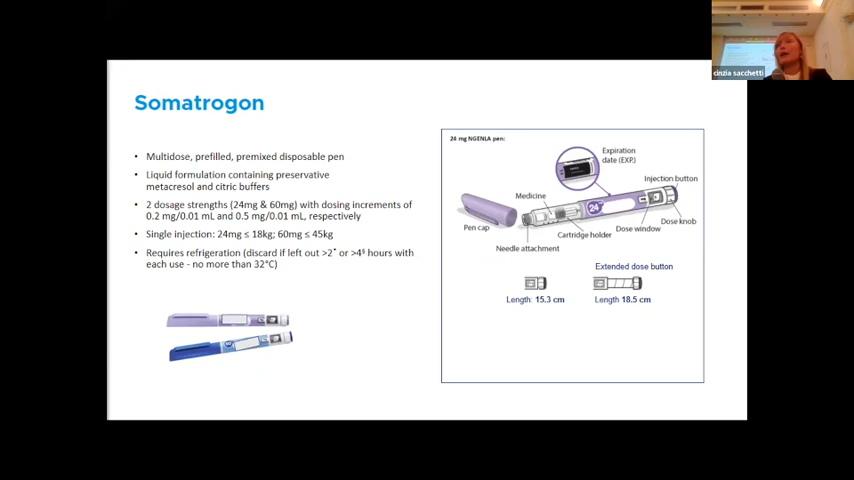 cinzia sacchetti
Somatrogon
• Multidose, prefilled, premixed disposable pen
• Liquid formulation containing preservative
metacresol and citric buffers
• 2 dosage strengths (24mg & 60mg) with dosing increments of
0.2 mg/0.01 mL and 0.5 mg/0.01 mL, respectively
• Single injection: 24mg ≤ 18kg; 60mg ≤ 45kg
• Requires refrigeration (discard if left out >2* or >4§ hours with
each use - no more than 32°C)
24 mg NGENLA pen:
Expiration
date (EXP.)
Injection button
Medicine
24
Pen cap
Dose knob
Dose window
Cartridge holder
Needle attachment
Extended dose button
Length: 15.3 cm
Length 18.5 cm